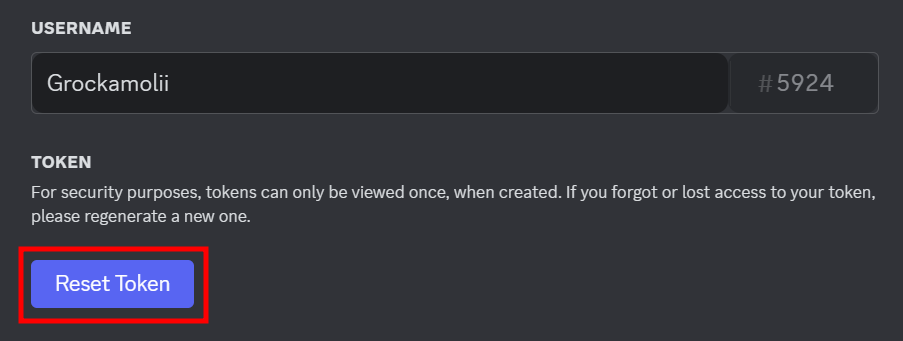 USERNAME
Grockamolii #5924
TOKEN
For security purposes, tokens can only be viewed once, when created. If you forgot or lost access to your token,
please regenerate a new one.
Reset Token